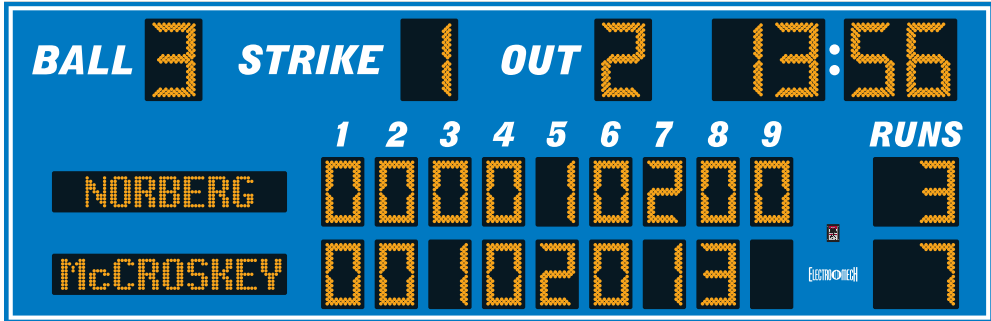 BALL 3 STRIKE 1 OUT 2 13:56
1 2 3 4 5 6 7 8 9 RUNS
NORBERG 0 0 0 0 1 0 2 0 0 3
McCROSKEY 0 0 1 0 2 0 1 3 7
ELECTRO-MECH